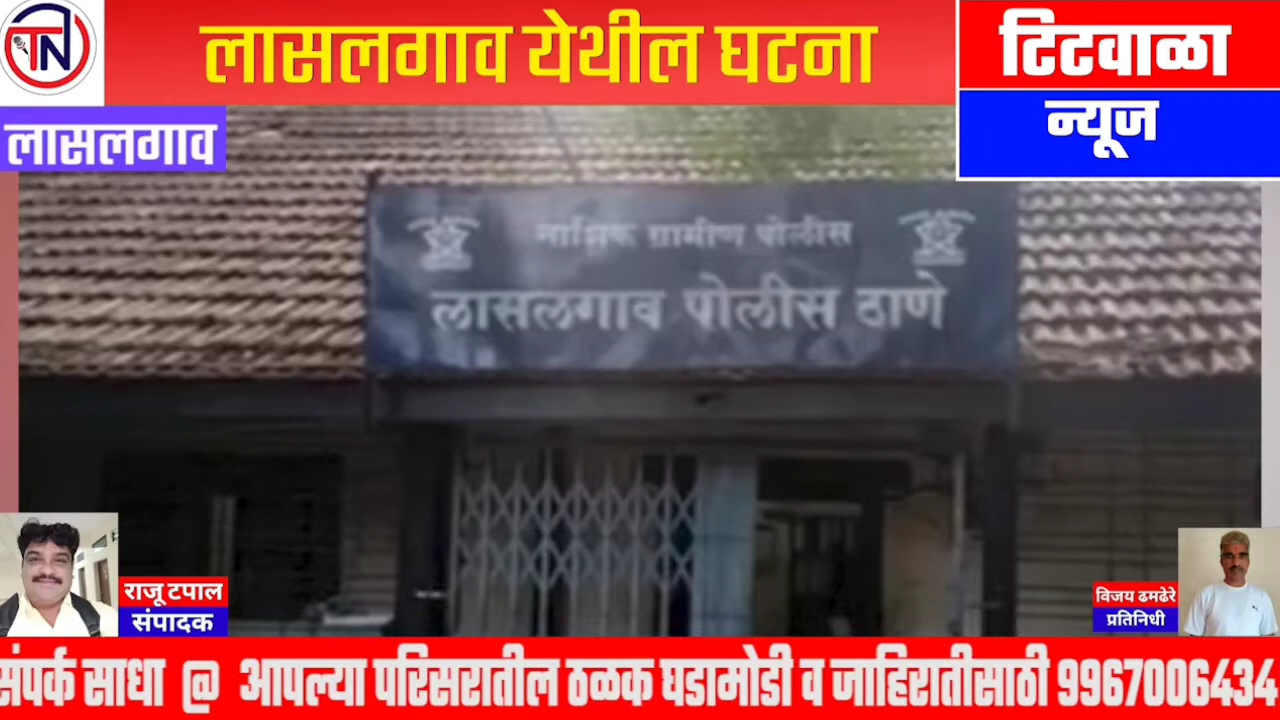 TN
लासलगाव येथील घटना
टिटवाळा
न्यूज
लासलगाव
नाशिक ग्रामीण पोलीस
लासलगाव पोलीस ठाणे
राजू टपाल
संपादक
विजय ढमढेरे
प्रतिनिधी
संपर्क साधा @ आपल्या परिसरातील ठळक घडामोडी व जाहिरातीसाठी 9967006434